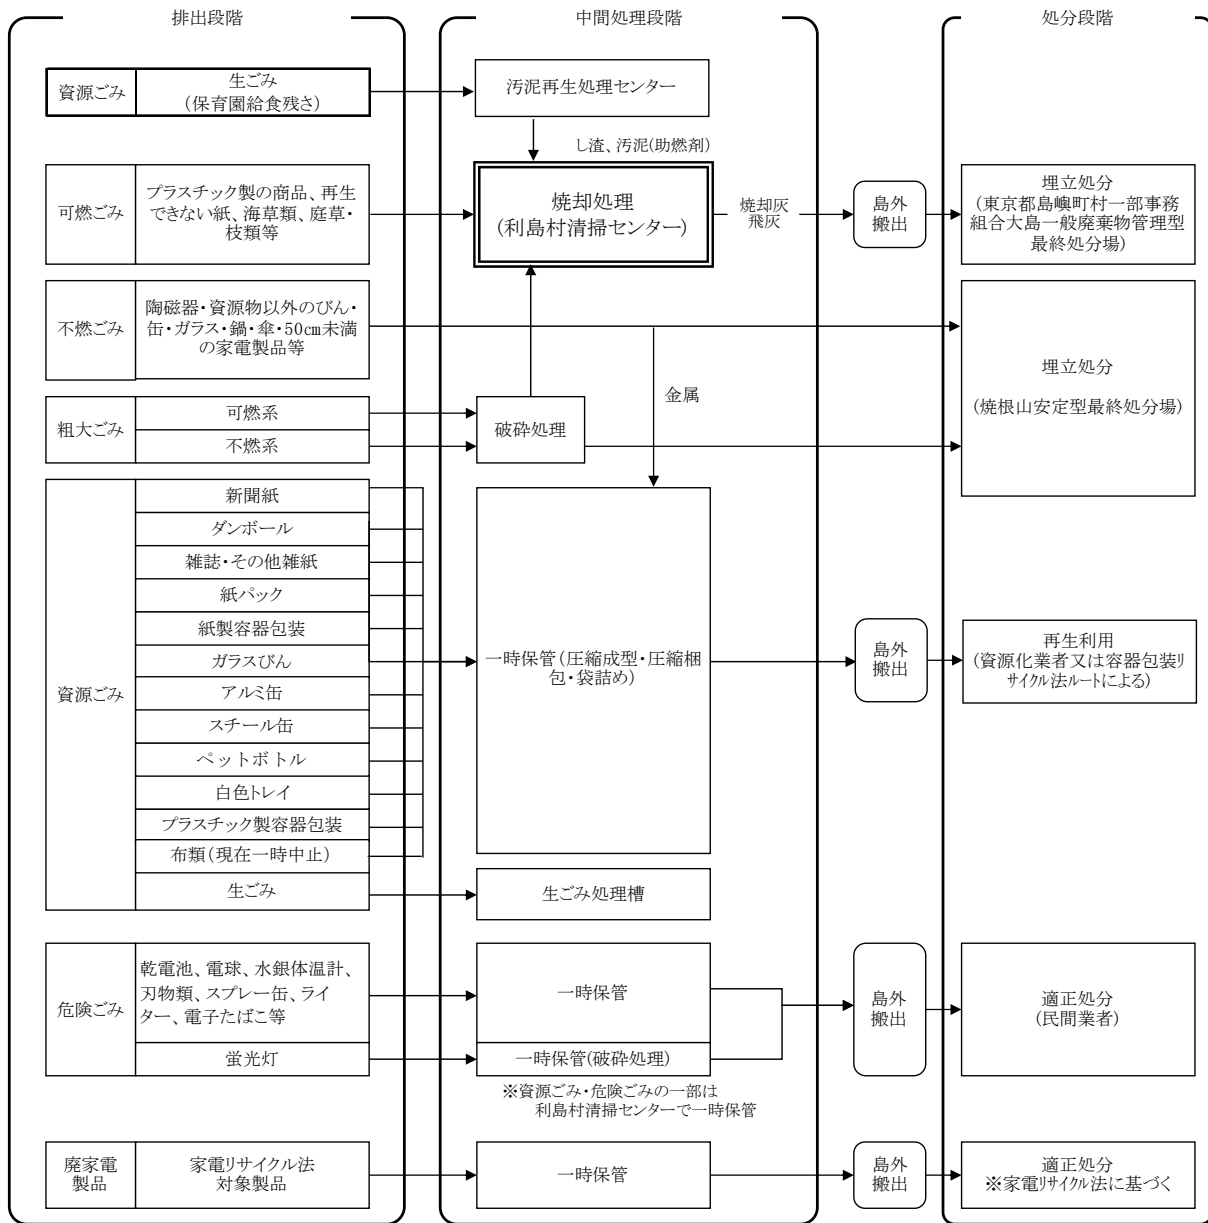 排出段階
中間処理段階
処分段階
資源ごみ
生ごみ
(保育園給食残さ)
汚泥再生処理センター
し渣、汚泥(助燃剤)
可燃ごみ
プラスチック製の商品、再生
できない紙、海草類、庭草・
枝類等
焼却処理
(利島村清掃センター)
焼却灰
飛灰
島外
搬出
埋立処分
(東京都島嶼町村一部事務
組合大島一般廃棄物管理型
最終処分場)
不燃ごみ
陶磁器・資源物以外のびん・
缶・ガラス・鍋・傘・50cm未満
の家電製品等
金属
埋立処分
(焼根山安定型最終処分場)
粗大ごみ
可燃系
不燃系
破砕処理
資源ごみ
新聞紙
ダンボール
雑誌・その他雑紙
紙パック
紙製容器包装
ガラスびん
アルミ缶
スチール缶
ペットボトル
白色トレイ
プラスチック製容器包装
布類(現在一時中止)
生ごみ
一時保管(圧縮成型・圧縮梱
包・袋詰め)
島外
搬出
再生利用
(資源化業者又は容器包装リ
サイクル法ルートによる)
生ごみ処理槽
危険ごみ
乾電池、電球、水銀体温計、
刃物類、スプレー缶、ライ
ター、電子たばこ等
蛍光灯
一時保管
一時保管(破砕処理)
島外
搬出
適正処分
(民間業者)
※資源ごみ・危険ごみの一部は
利島村清掃センターで一時保管
廃家電
製品
家電リサイクル法
対象製品
一時保管
島外
搬出
適正処分
※家電リサイクル法に基づく